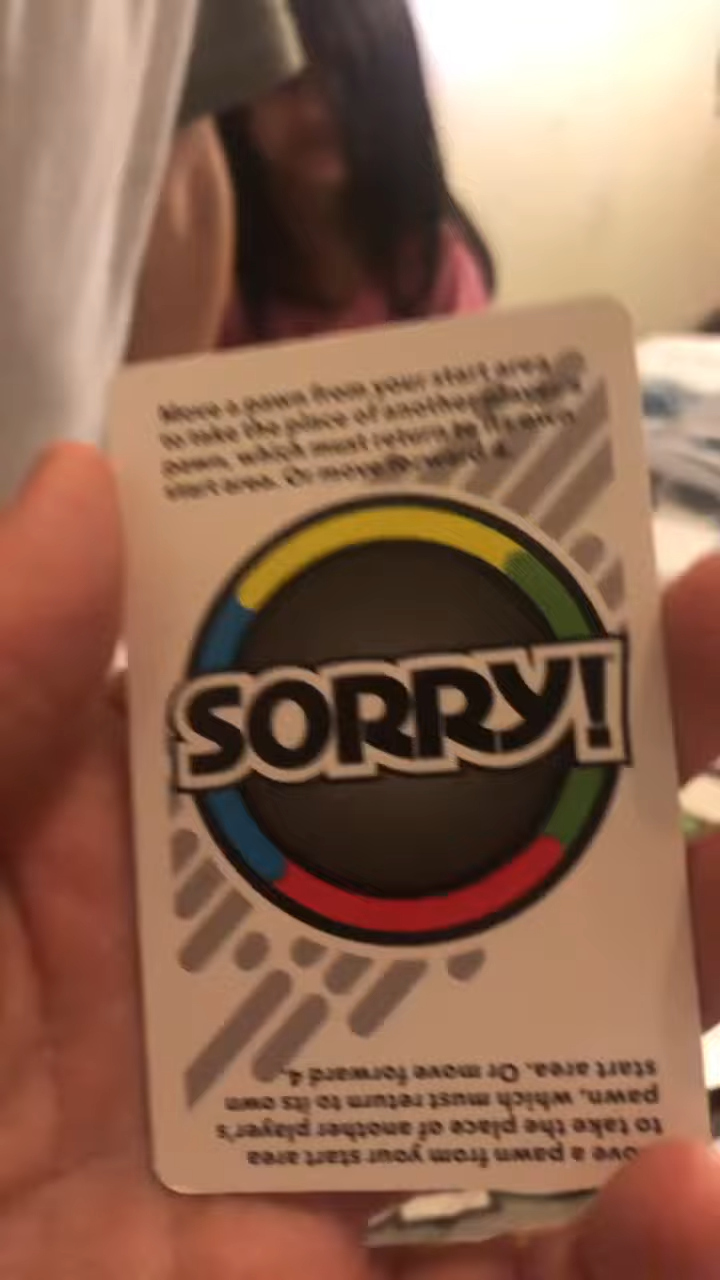 Move a pawn from your start area
to take the place of another player's
pawn, which must return to its own
start area. Or move forward 4.
SORRY!
ove a pawn from your start area
to take the place of another player's
pawn, which must return to its own
start area. Or move forward 4.